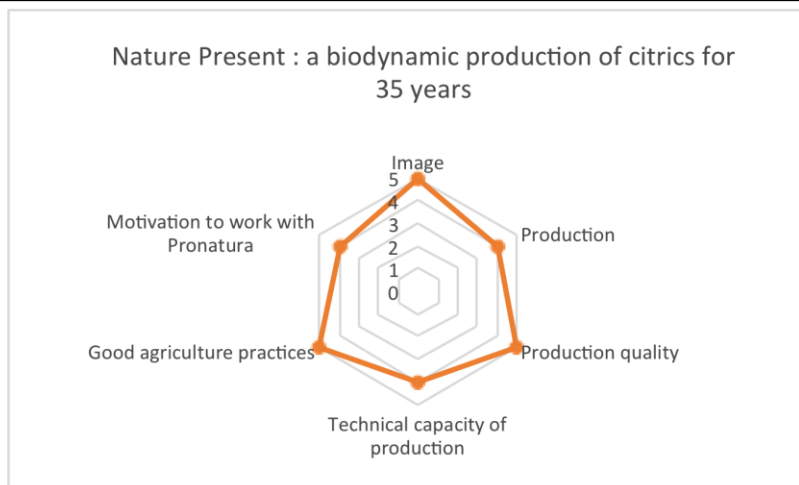 Nature Present : a biodynamic production of citrics for
35 years
Image
5
4
3
2
1
0
Production
Production quality
Technical capacity of
production
Good agriculture practices
Motivation to work with
Pronatura